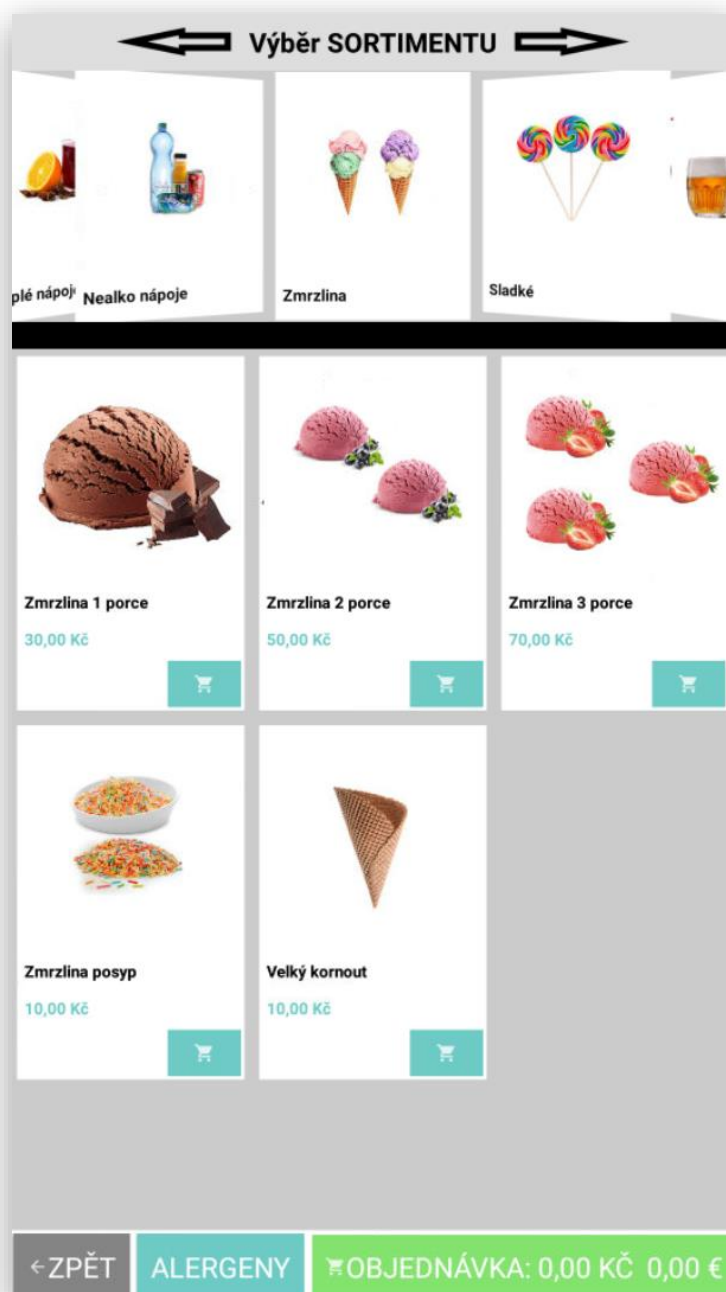 Výběr SORTIMENTU
plé nápoje
Nealko nápoje
Zmrzlina
Sladké
Zmrzlina 1 porce
30,00 Kč
Zmrzlina 2 porce
50,00 Kč
Zmrzlina 3 porce
70,00 Kč
Zmrzlina posyp
10,00 Kč
Velký kornout
10,00 Kč
ZPĚT
ALERGENY
OBJEDNÁVKA: 0,00 KČ 0,00 €